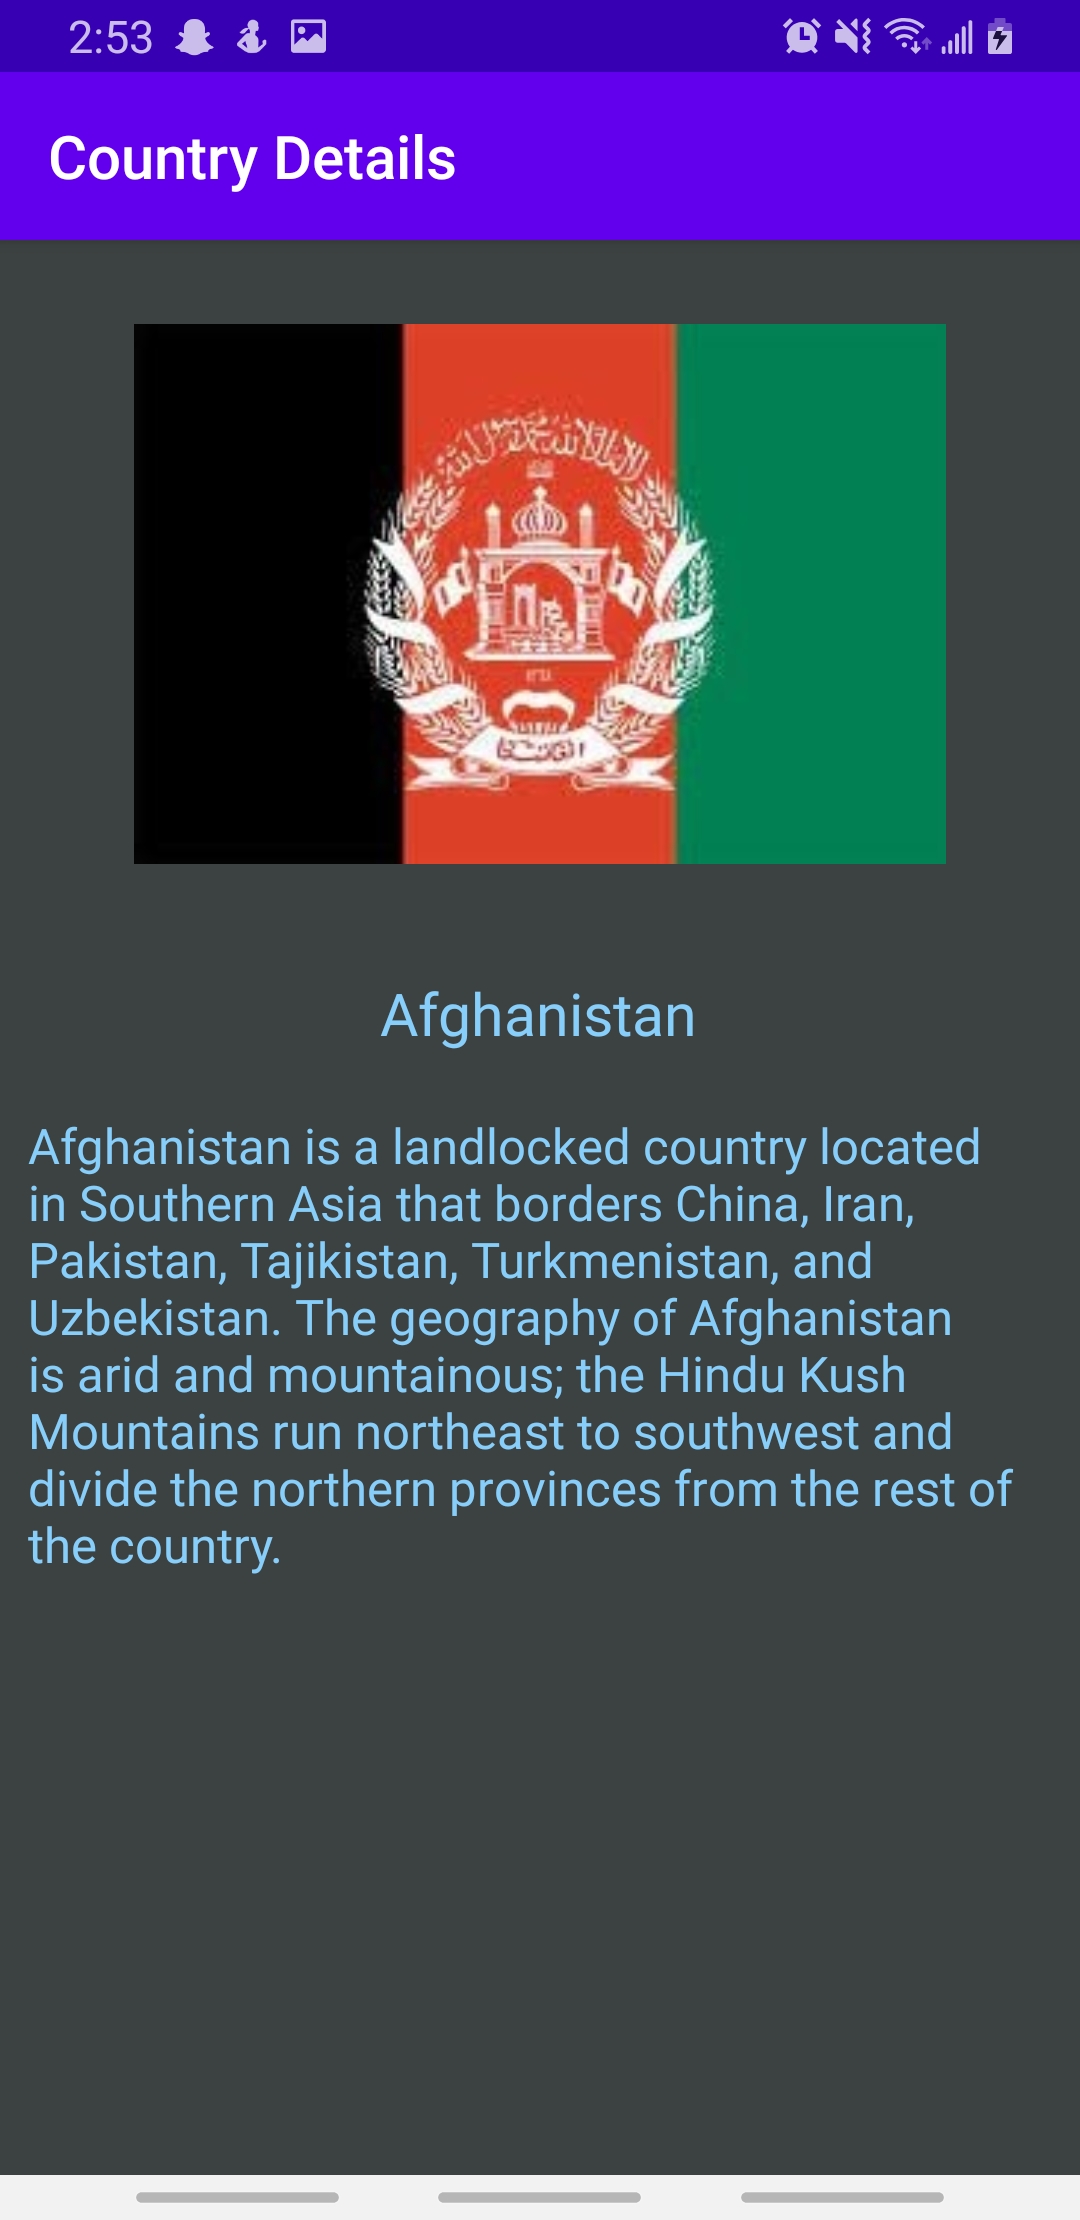 2:53
Country Details
Afghanistan
Afghanistan is a landlocked country located
in Southern Asia that borders China, Iran,
Pakistan, Tajikistan, Turkmenistan, and
Uzbekistan. The geography of Afghanistan
is arid and mountainous; the Hindu Kush
Mountains run northeast to southwest and
divide the northern provinces from the rest of
the country.